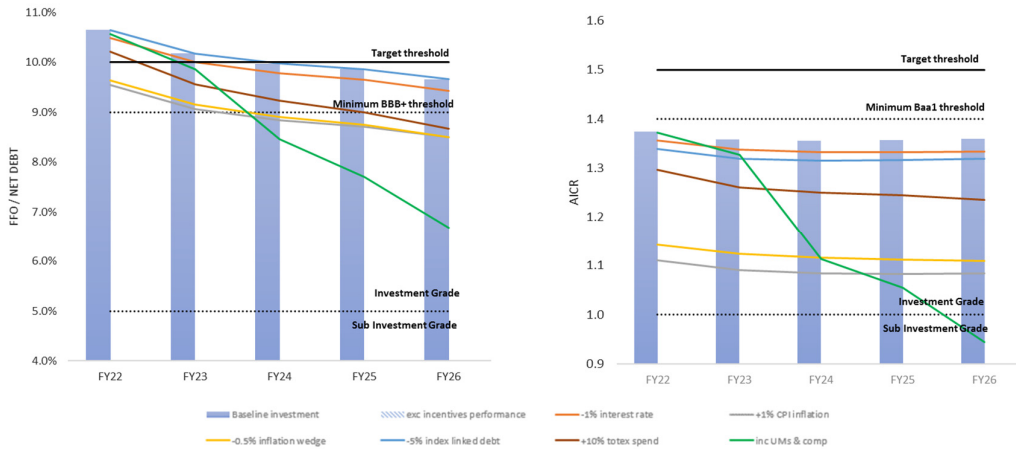 11.0%
10.0%
9.0%
8.0%
7.0%
6.0%
5.0%
4.0%
FFO / NET DEBT
Target threshold
Minimum BBB+ threshold
Investment Grade
Sub Investment Grade
FY22 FY23 FY24 FY25 FY26
1.6
1.5
1.4
1.3
1.2
1.1
1.0
0.9
AICR
Target threshold
Minimum Baa1 threshold
Investment Grade
Sub Investment Grade
FY22 FY23 FY24 FY25 FY26
Baseline investment exc incentives performance -1% interest rate +1% CPI inflation
-0.5% inflation wedge -5% index linked debt +10% totex spend inc UMs & comp